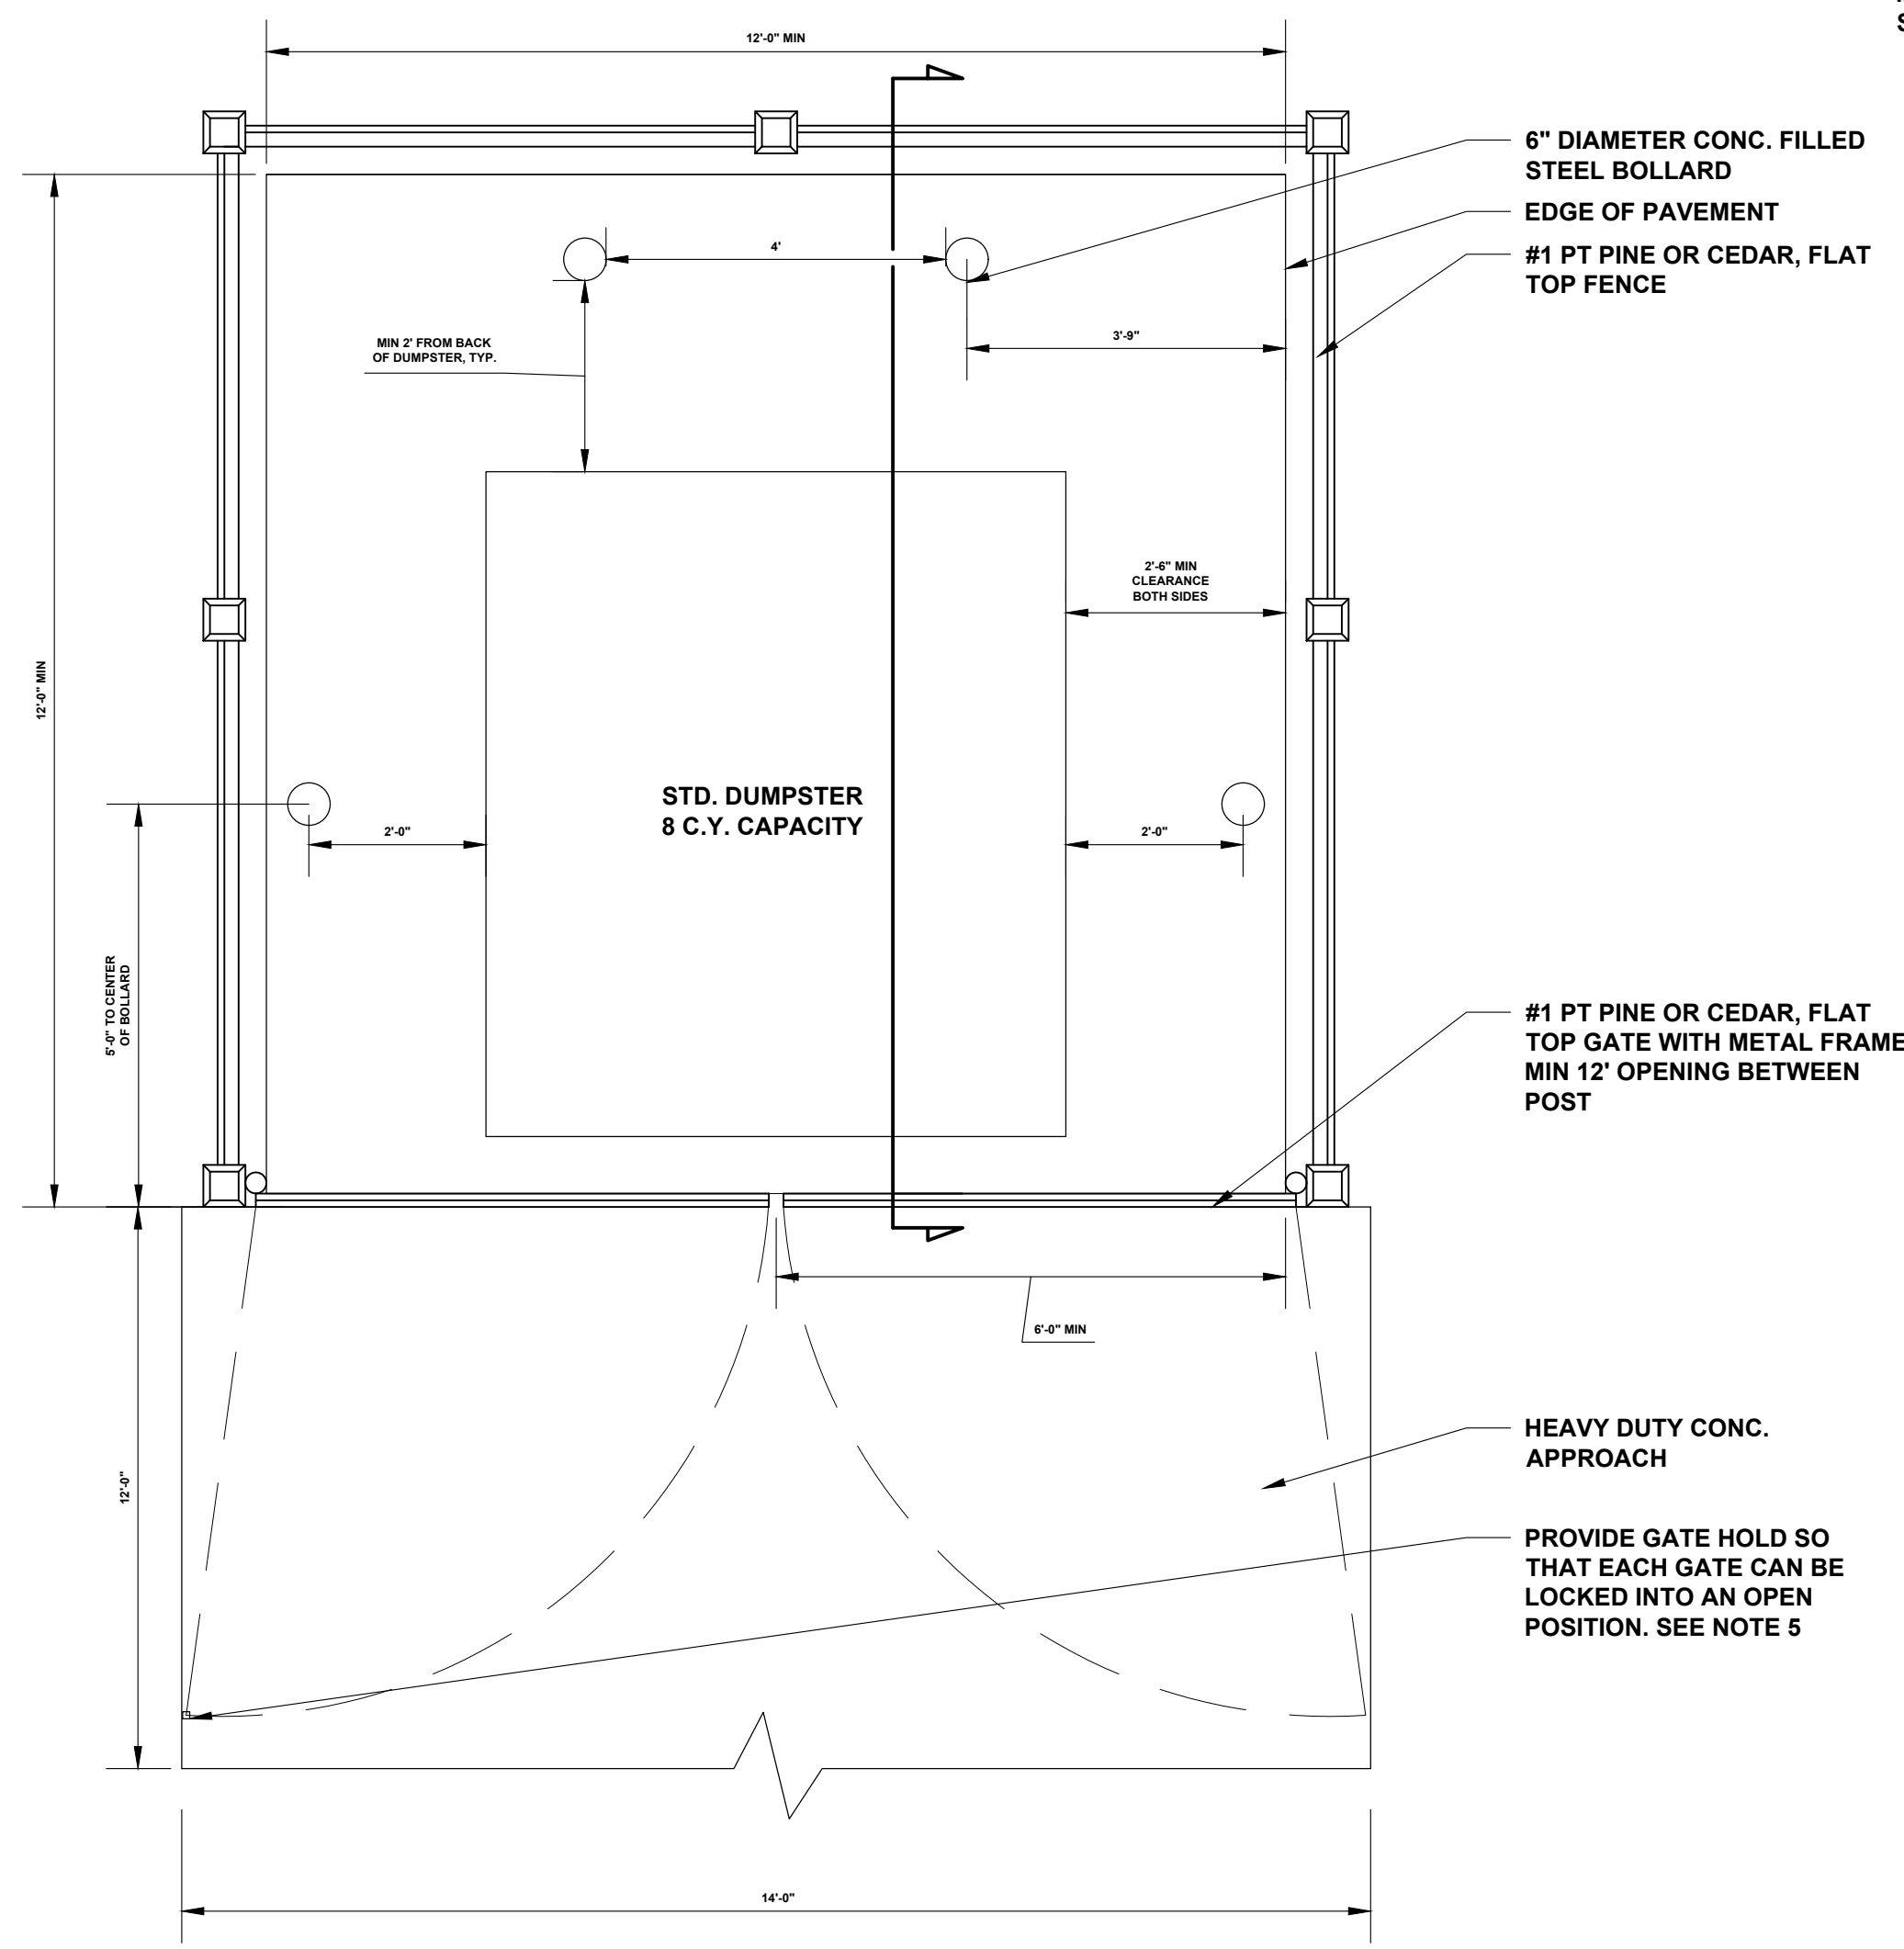 12'-0" MIN
S
6" DIAMETER CONC. FILLED
STEEL BOLLARD
EDGE OF PAVEMENT
#1 PT PINE OR CEDAR, FLAT
TOP FENCE
4'
3'-9"
MIN 2' FROM BACK
OF DUMPSTER, TYP.
2'-6" MIN
CLEARANCE
BOTH SIDES
12'-0" MIN
STD. DUMPSTER
8 C.Y. CAPACITY
2'-0"
2'-0"
5'-0" TO CENTER
OF BOLLARD
#1 PT PINE OR CEDAR, FLAT
TOP GATE WITH METAL FRAME
MIN 12' OPENING BETWEEN
POST
6'-0" MIN
HEAVY DUTY CONC.
APPROACH
12'-0"
PROVIDE GATE HOLD SO
THAT EACH GATE CAN BE
LOCKED INTO AN OPEN
POSITION. SEE NOTE 5
14'-0"